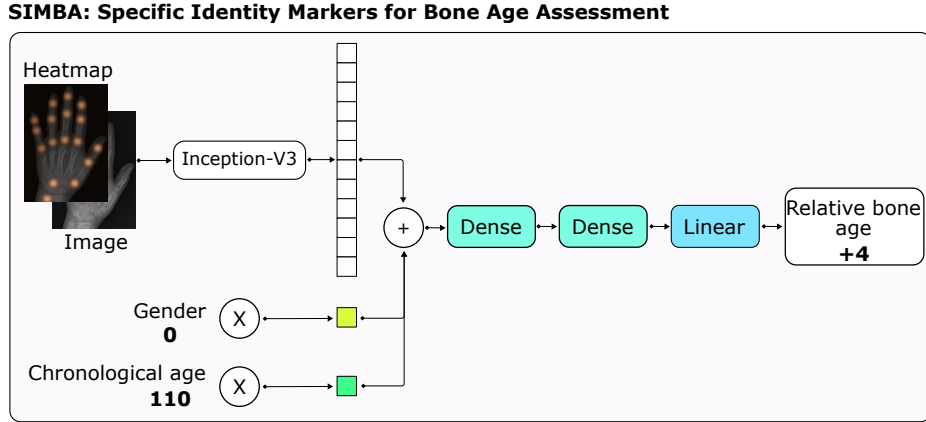 SIMBA: Specific Identity Markers for Bone Age Assessment
Heatmap
Image
Inception-V3
+
Dense
Dense
Linear
Relative bone
age
+4
Gender
0
X
Chronological age
110
X